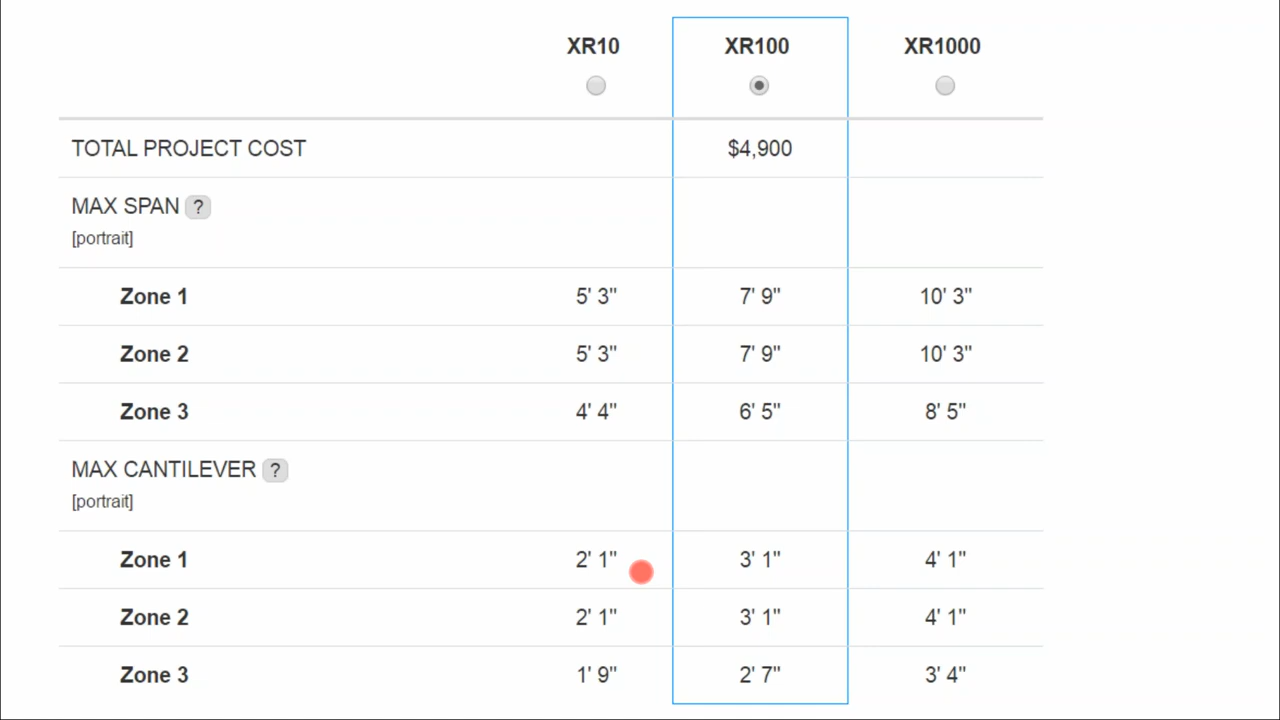 XR10 XR100 XR1000
TOTAL PROJECT COST $4,900
MAX SPAN ?
[portrait]
Zone 1 5' 3" 7' 9" 10' 3"
Zone 2 5' 3" 7' 9" 10' 3"
Zone 3 4' 4" 6' 5" 8' 5"
MAX CANTILEVER ?
[portrait]
Zone 1 2' 1" 3' 1" 4' 1"
Zone 2 2' 1" 3' 1" 4' 1"
Zone 3 1' 9" 2' 7" 3' 4"